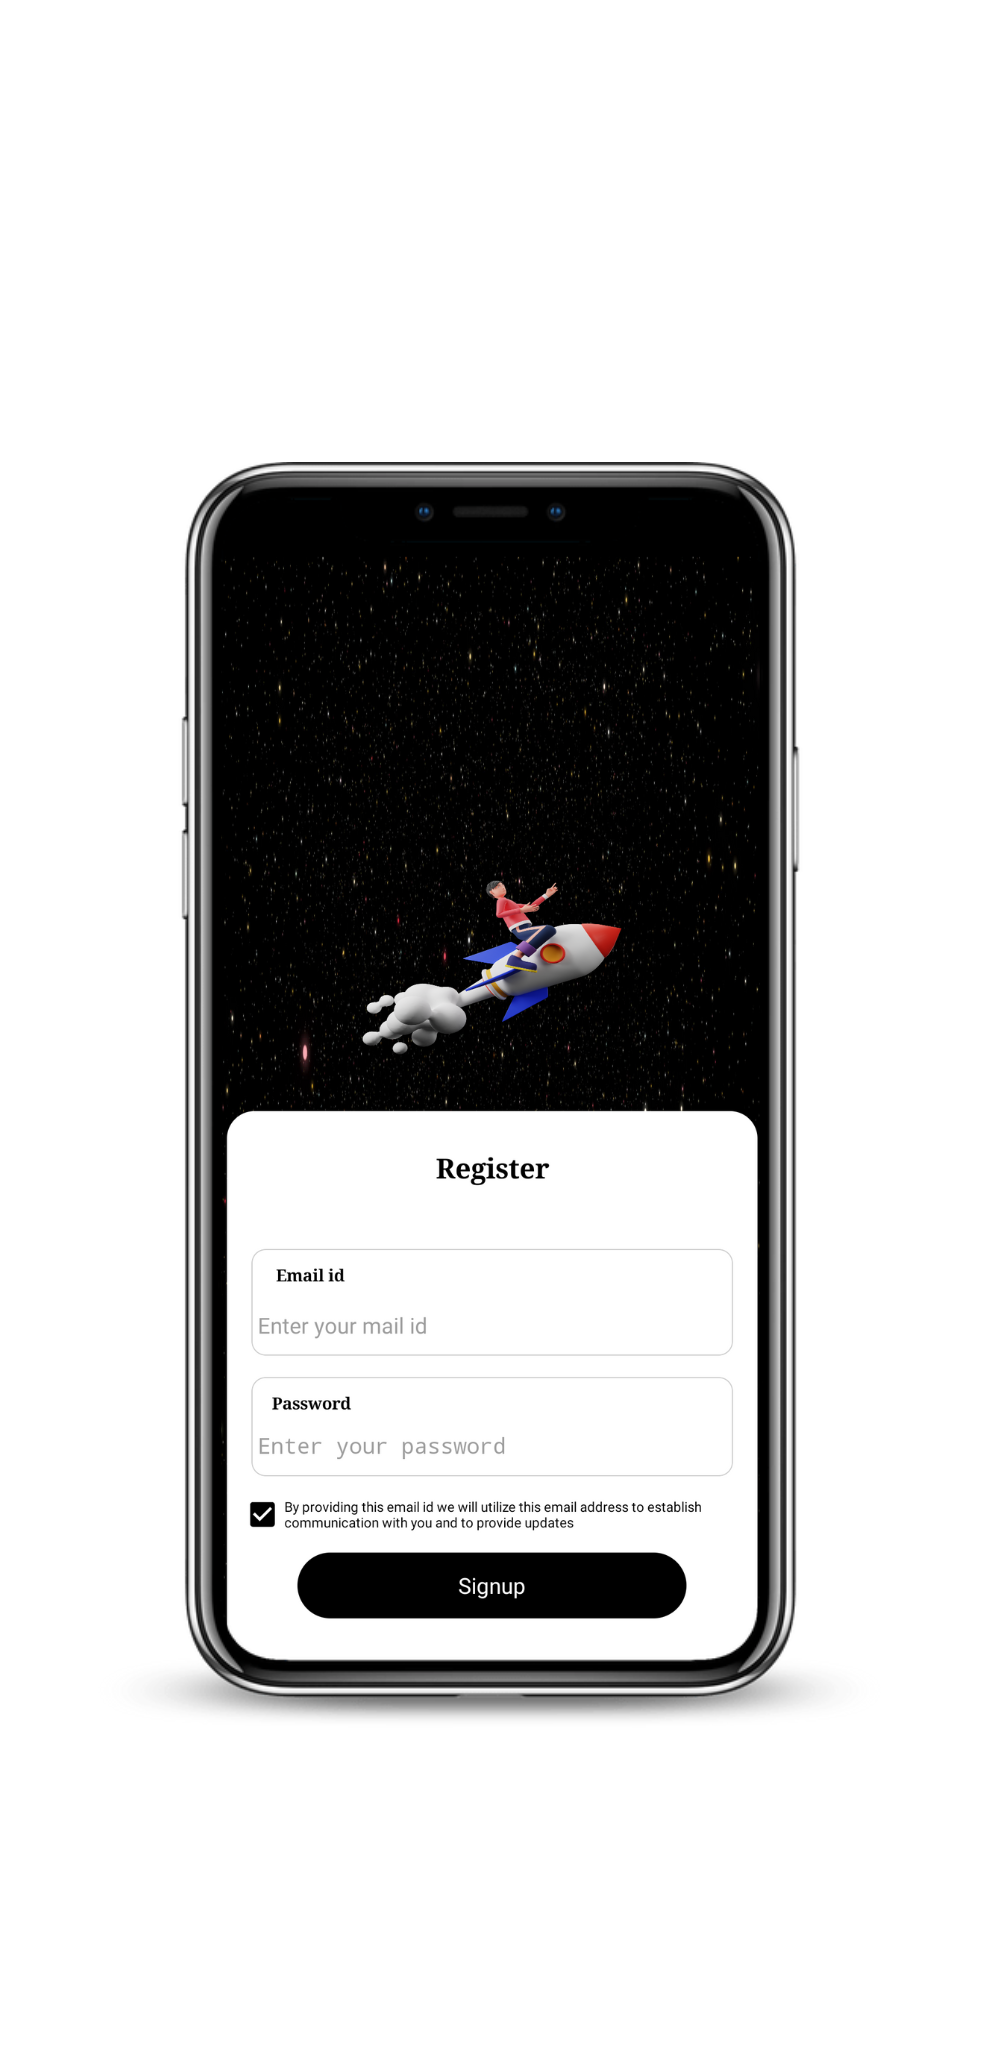 Register
Email id
Enter your mail id
Password
Enter your password
By providing this email id we will utilize this email address to establish
communication with you and to provide updates
Signup